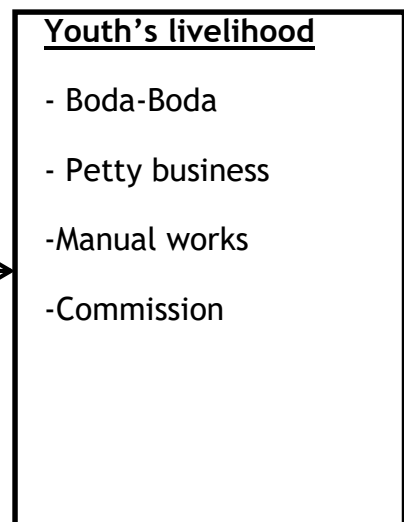 Youth’s livelihood
- Boda-Boda
- Petty business
-Manual works
-Commission